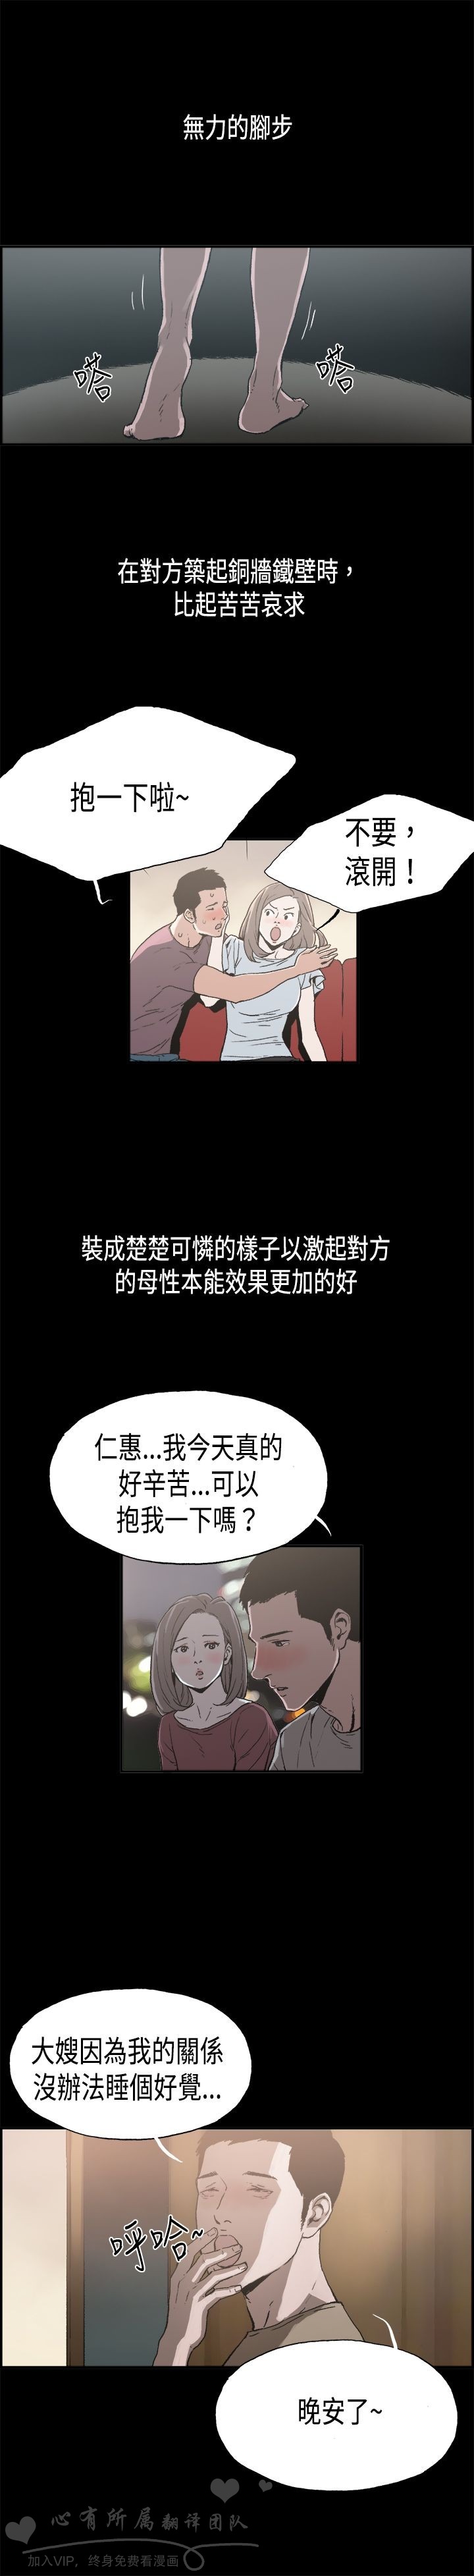 無力的腳步
嗒
嗒
在對方築起銅牆鐵壁時，
比起苦苦哀求
抱一下啦~
不要，
滾開！
裝成楚楚可憐的樣子以激起對方
的母性本能效果更加的好
仁惠...我今天真的
好辛苦...可以
抱我一下嗎？
大嫂因為我的關係
沒辦法睡個好覺...
呼哈~
晚安了~
心有所属翻译团队
加入VIP，终身免费看漫画